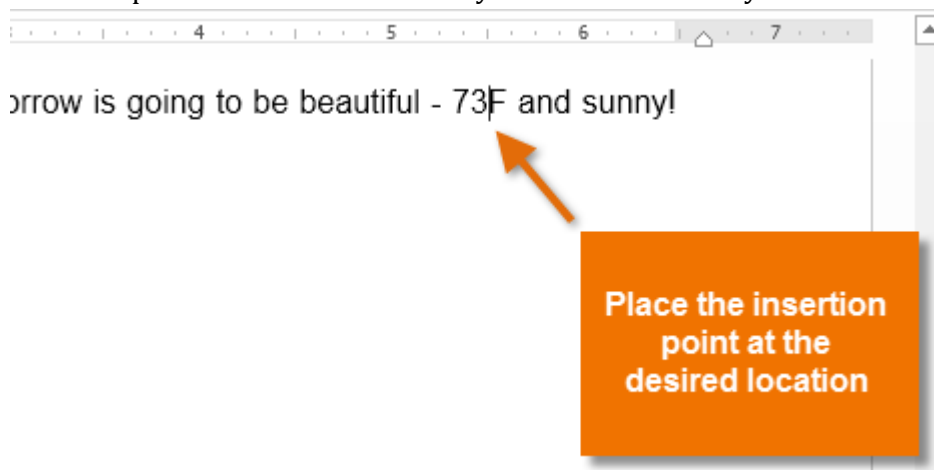 4 5 6 7
orrow is going to be beautiful - 73F and sunny!
Place the insertion
point at the
desired location